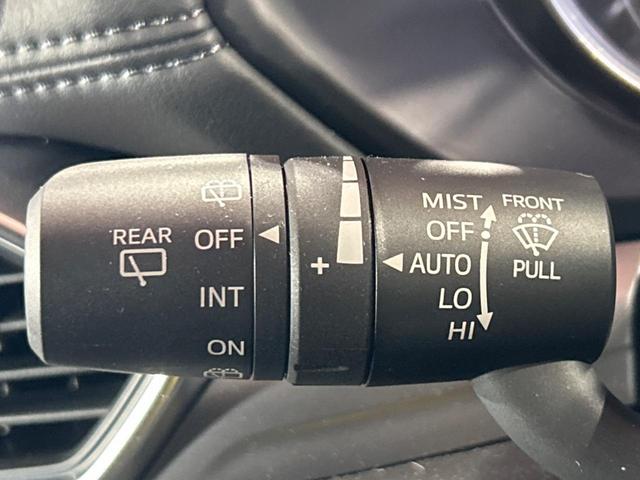 REAR
OFF
INT
ON
+
MIST
OFF
AUTO
LO
HI
FRONT
PULL